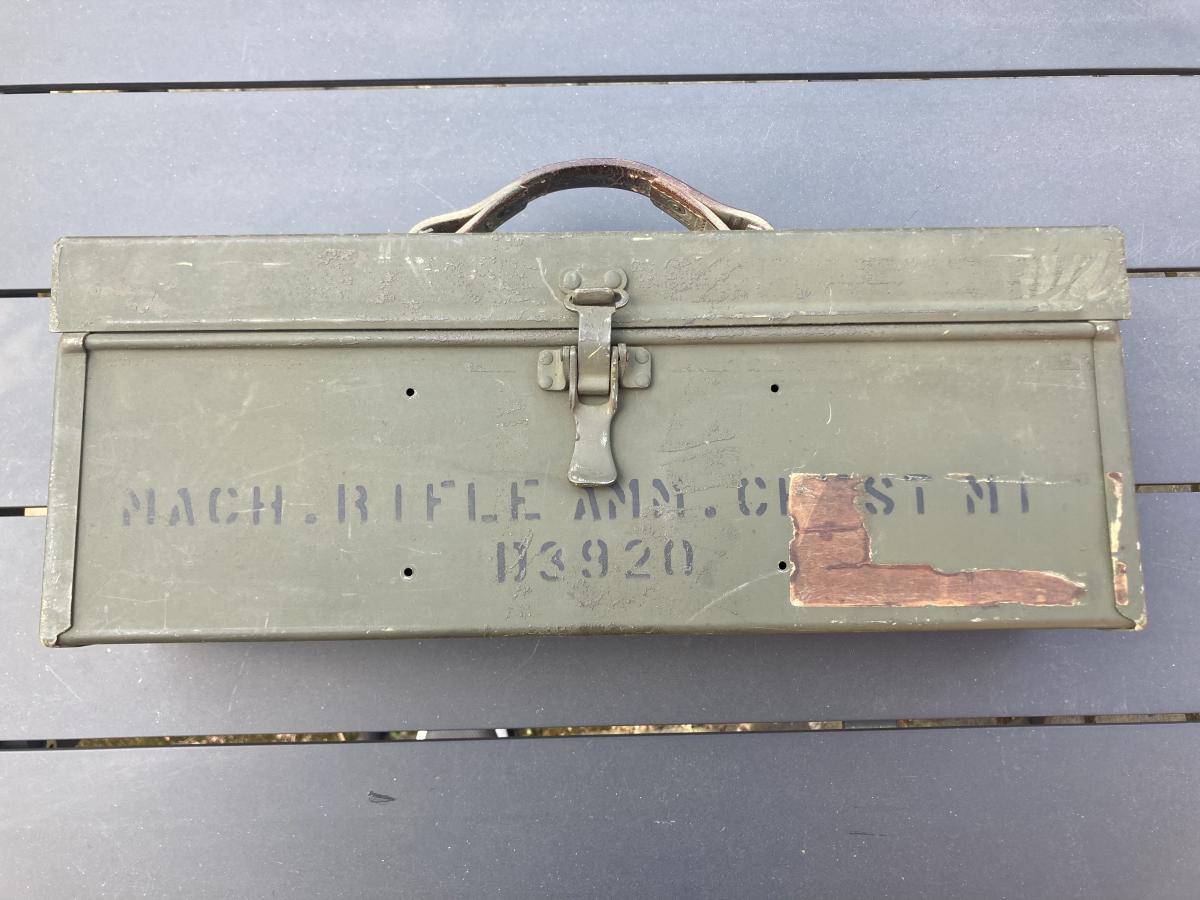 MACH. RIFLE AMM. CHEST M1
D3920